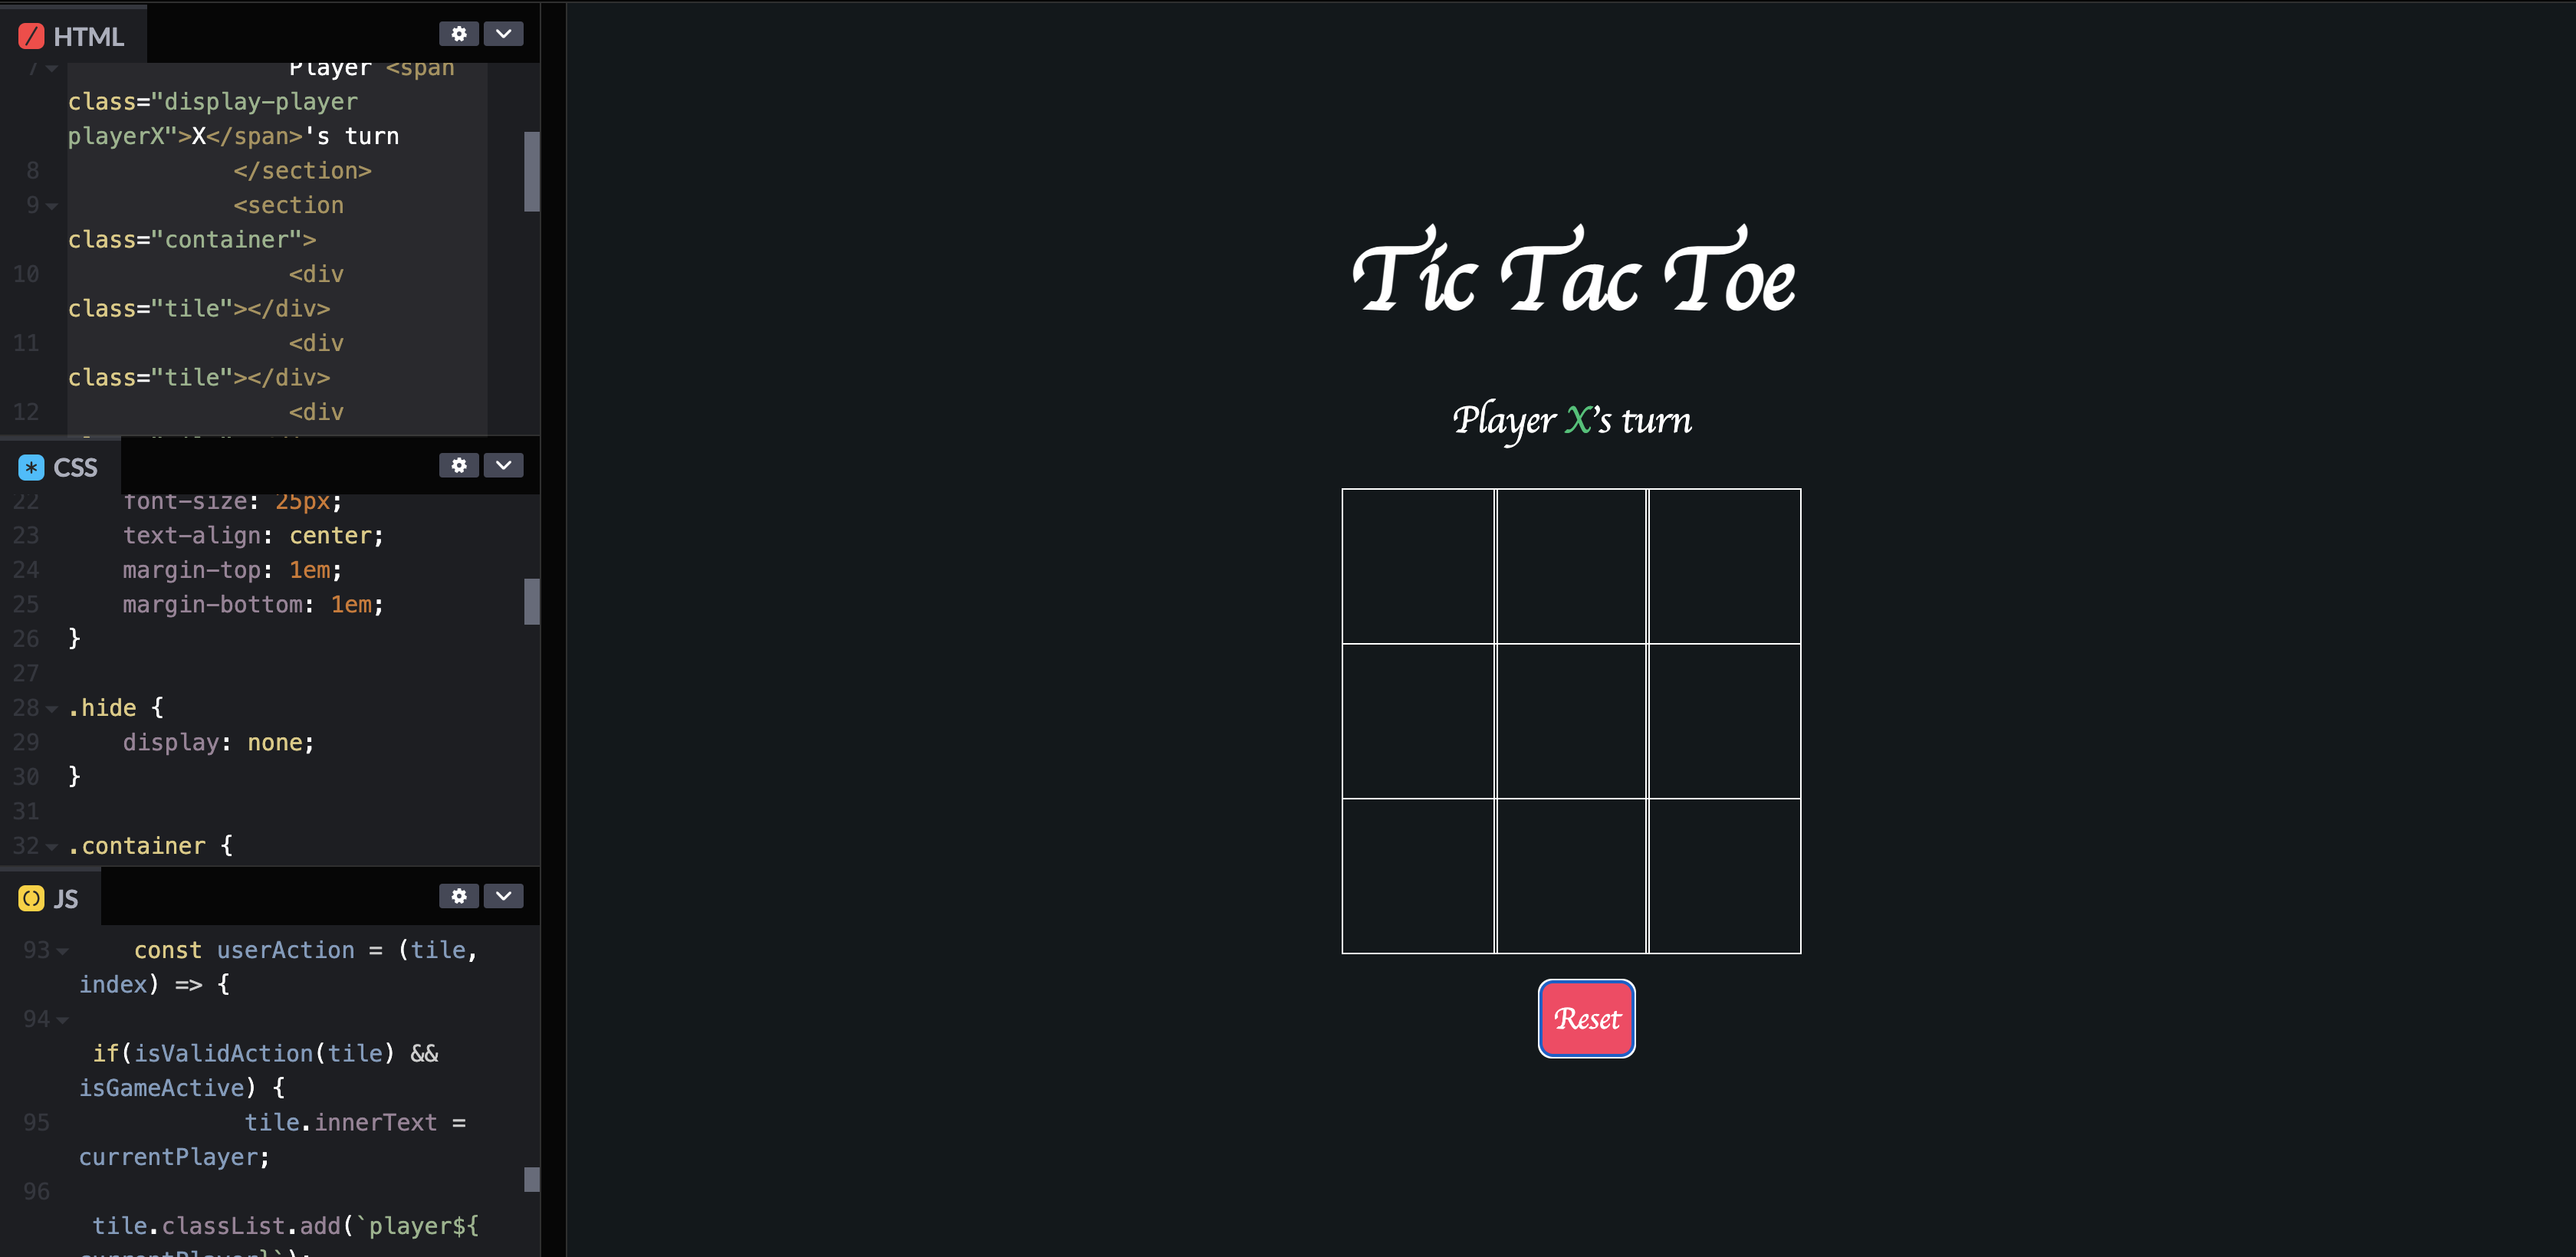 HTML
7 Player <span
class="display-player
playerX">X</span>'s turn
8 </section>
9 <section
class="container">
10 <div
class="tile"></div>
11 <div
class="tile"></div>
12 <div
CSS
22 font-size: 25px;
23 text-align: center;
24 margin-top: 1em;
25 margin-bottom: 1em;
26 }
27
28 .hide {
29 display: none;
30 }
31
32 .container {
JS
93 const userAction = (tile,
index) => {
94
if(isValidAction(tile) &&
isGameActive) {
95 tile.innerText =
currentPlayer;
96
tile.classList.add(`player${
Tic Tac Toe
Player X's turn
Reset